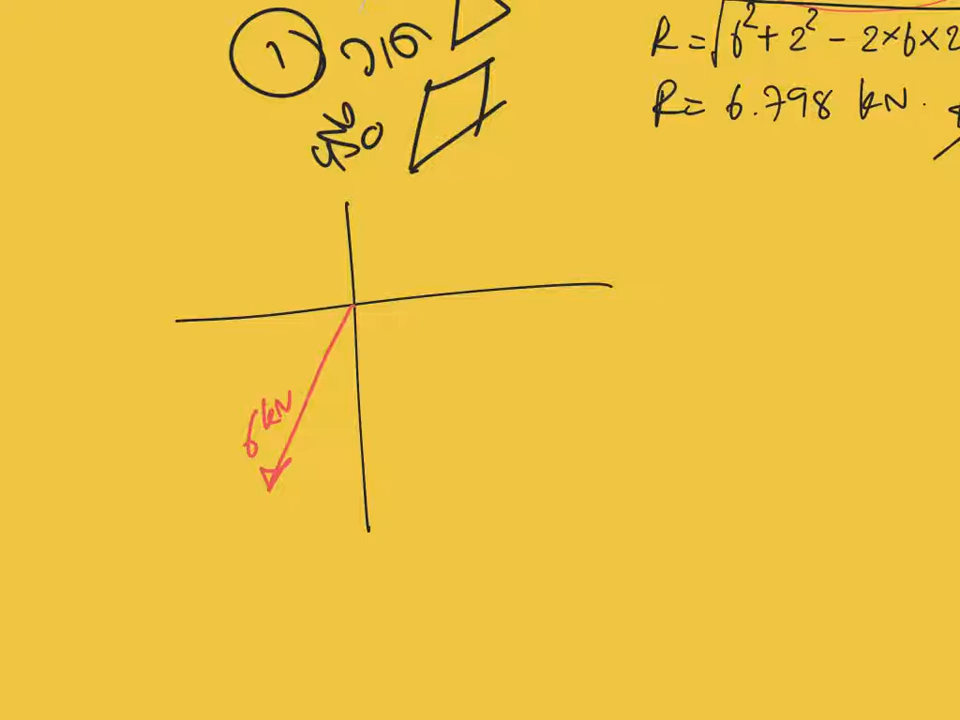 1
R = √6² + 2² - 2×6×2
R = 6.798 kN.
6 kN